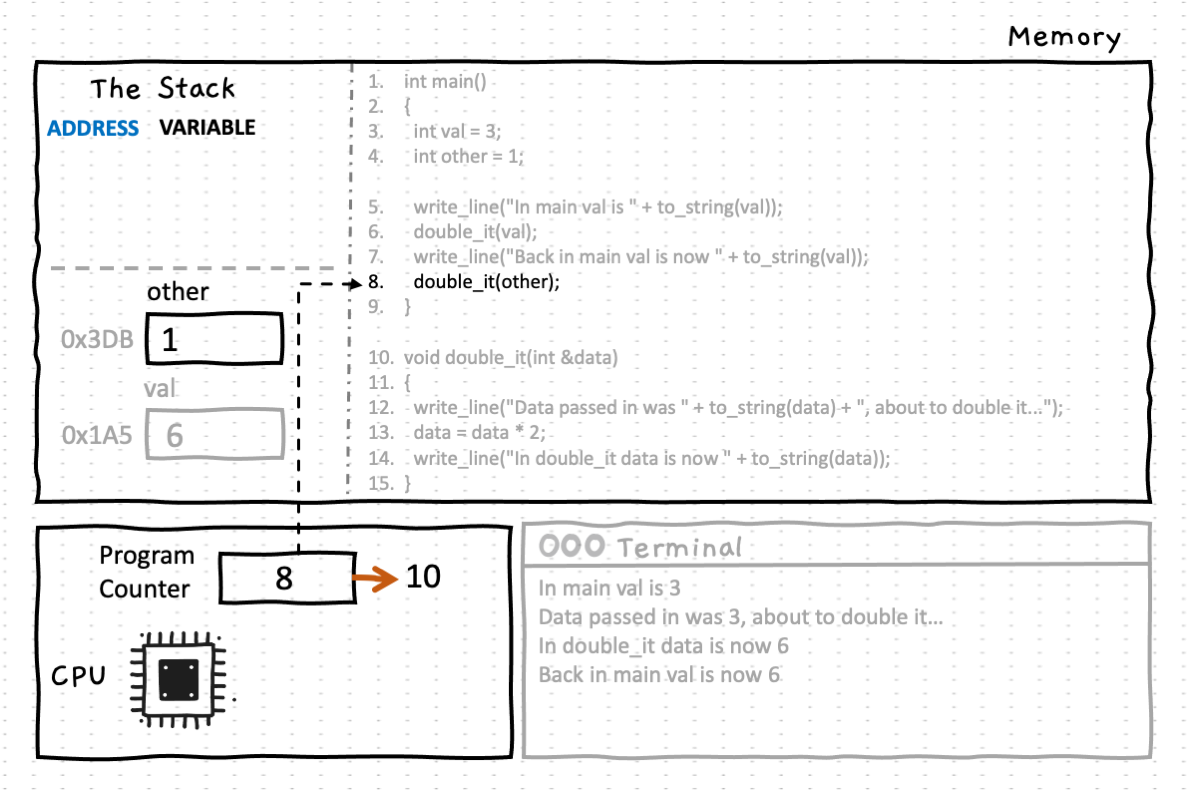 Memory
The Stack
ADDRESS VARIABLE
other
0x3DB 1
val
0x1A5 6
1. int main()
2. {
3. int val = 3;
4. int other = 1;
5. write_line("In main val is " + to_string(val));
6. double_it(val);
7. write_line("Back in main val is now " + to_string(val));
8. double_it(other);
9. }
10. void double_it(int &data)
11. {
12. write_line("Data passed in was " + to_string(data) + ", about to double it...");
13. data = data * 2;
14. write_line("In double_it data is now " + to_string(data));
15. }
Program
Counter
8 10
CPU
Terminal
In main val is 3
Data passed in was 3, about to double it...
In double_it data is now 6
Back in main val is now 6